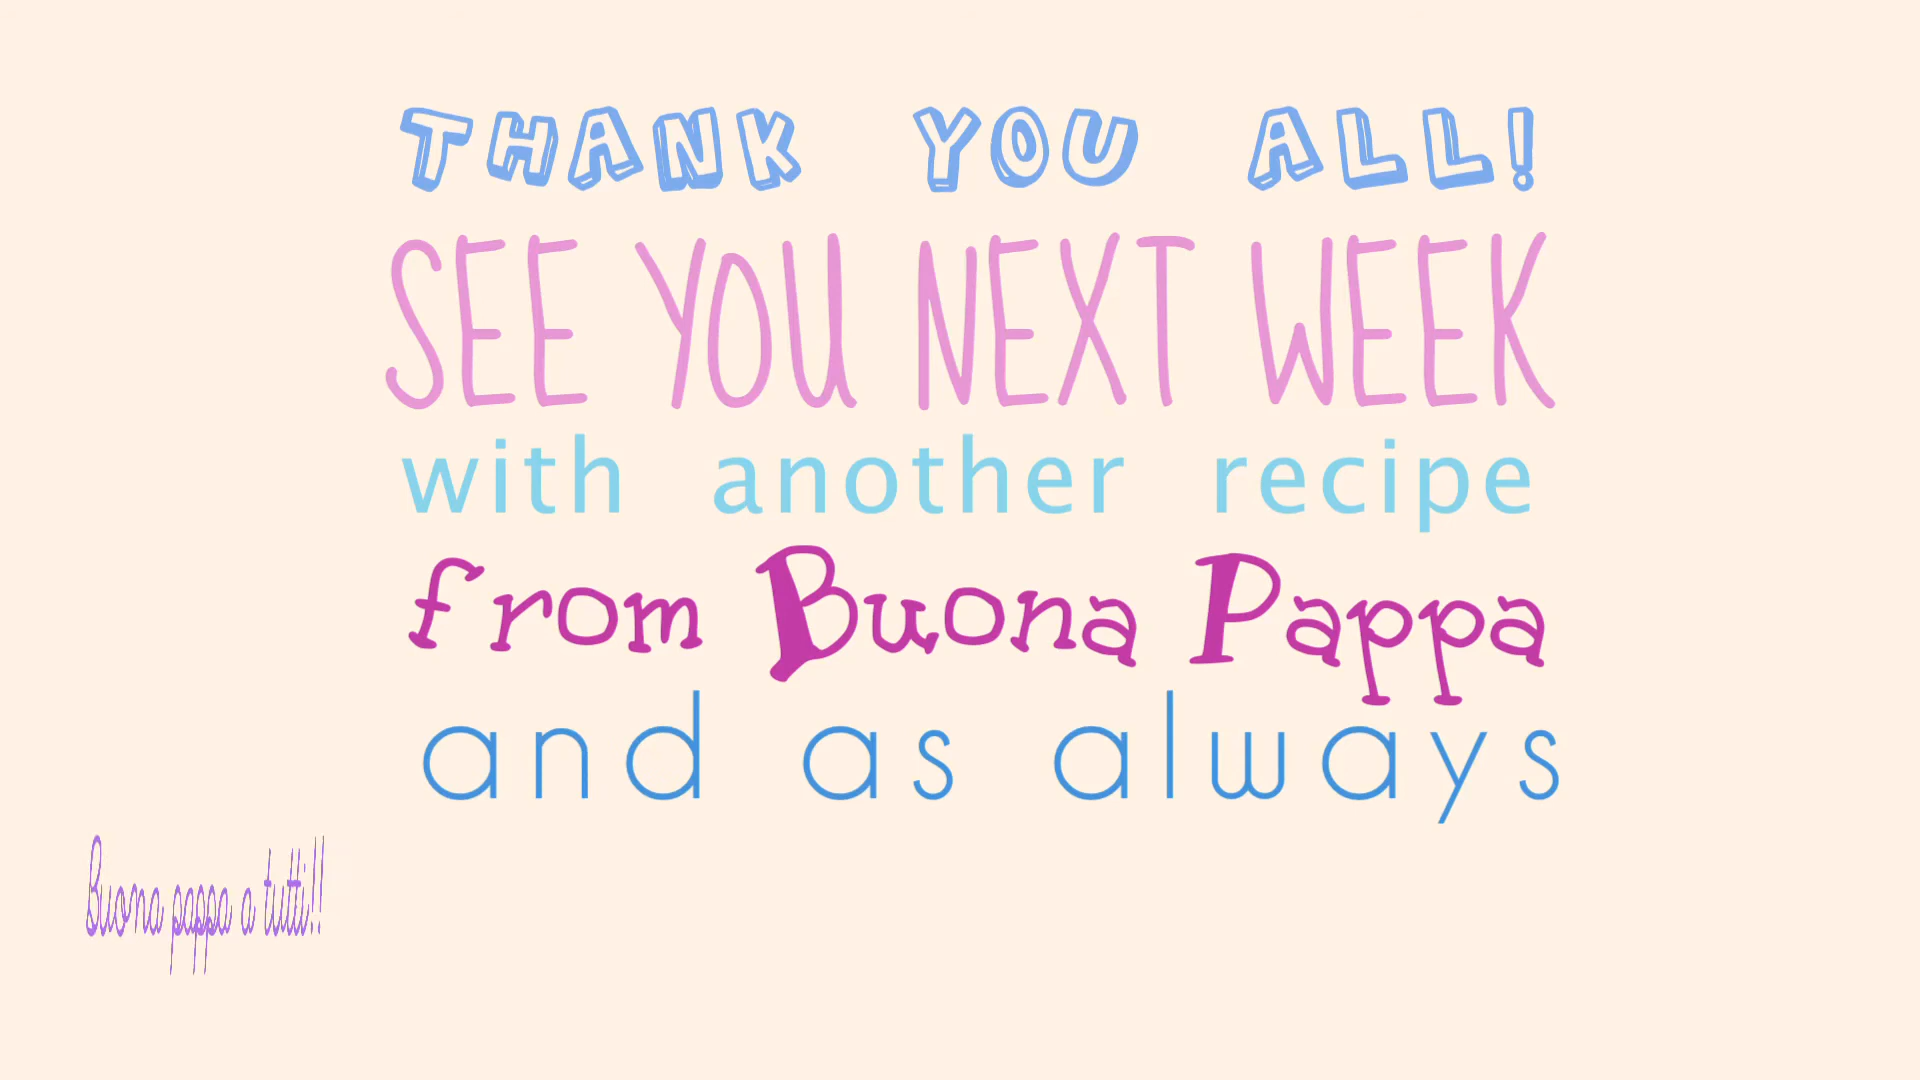 THANK YOU ALL!
SEE YOU NEXT WEEK
with another recipe
from Buona Pappa
and as always
Buona pappa a tutti!!